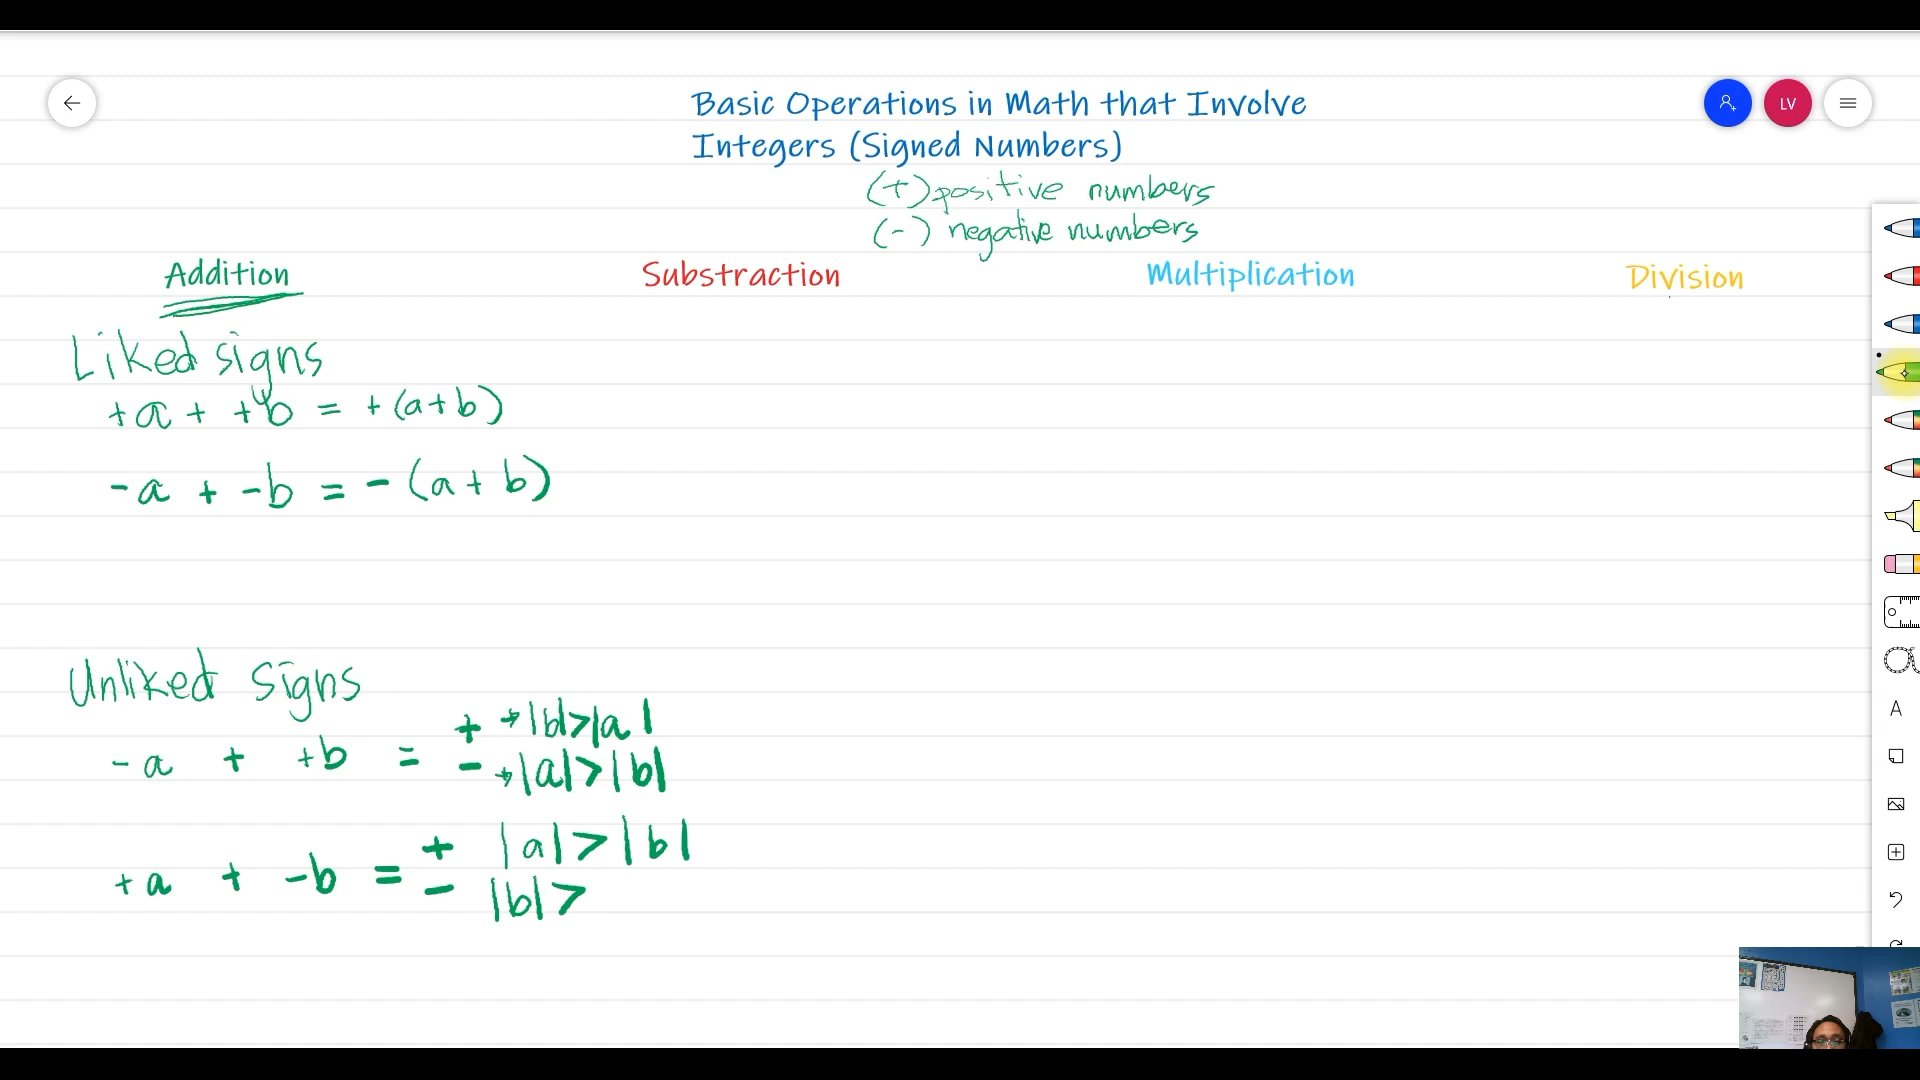 Basic Operations in Math that Involve
Integers (Signed Numbers)
LV
(+) positive numbers
(-) negative numbers
Addition
Substraction
Multiplication
Division
Liked signs
+a + +b = +(a+b)
-a + -b = -(a+b)
Unliked signs
-a + +b = + →|b|>|a|
- →|a|>|b|
+a + -b = + |a|>|b|
- |b|>
A